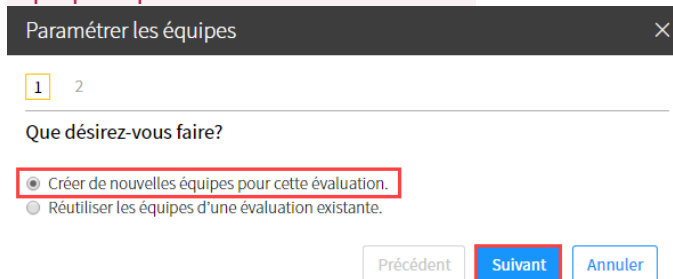 Paramétrer les équipes
1 2
Que désirez-vous faire?
Créer de nouvelles équipes pour cette évaluation.
Réutiliser les équipes d'une évaluation existante.
Précédent Suivant Annuler